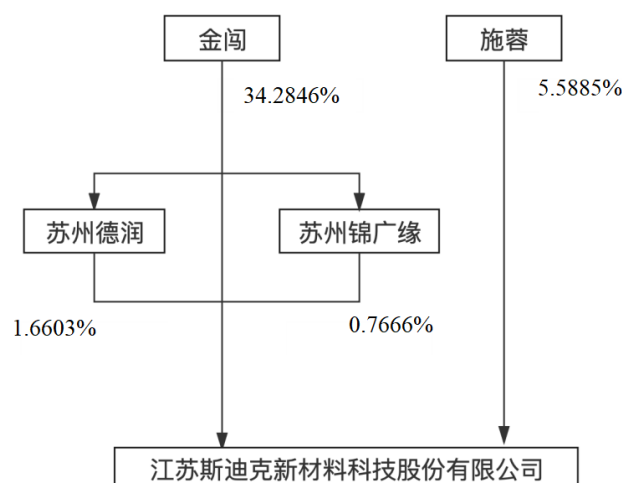 金闯
施蓉
34.2846%
5.5885%
苏州德润
苏州锦广缘
1.6603%
0.7666%
江苏斯迪克新材料科技股份有限公司